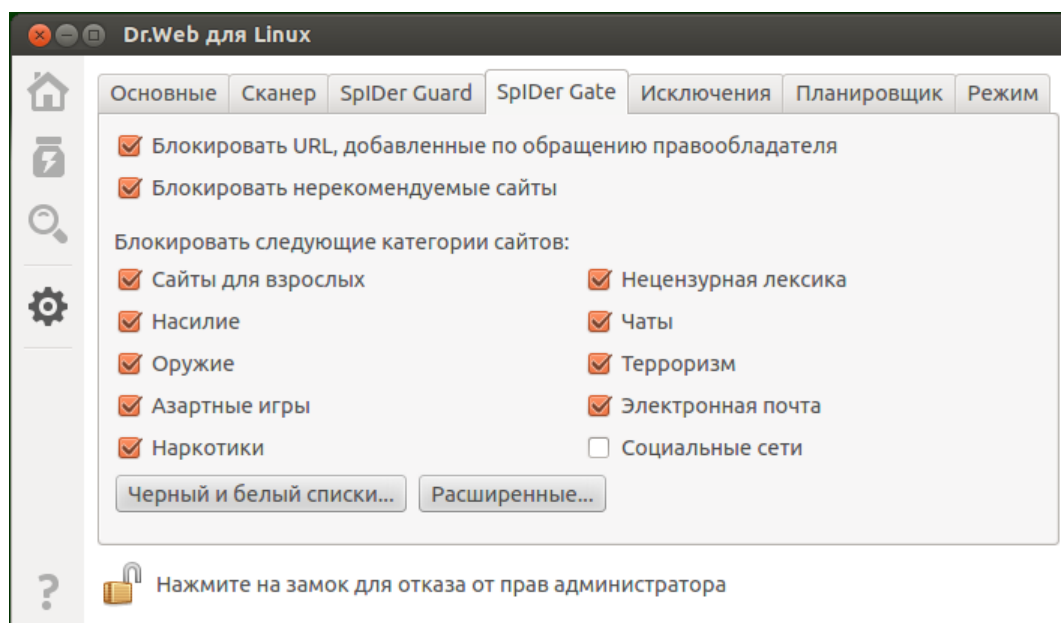 Dr.Web для Linux
Основные Сканер SpIDer Guard SpIDer Gate Исключения Планировщик Режим
Блокировать URL, добавленные по обращению правообладателя
Блокировать нерекомендуемые сайты
Блокировать следующие категории сайтов:
Сайты для взрослых Нецензурная лексика
Насилие Чаты
Оружие Терроризм
Азартные игры Электронная почта
Наркотики Социальные сети
Черный и белый списки... Расширенные...
? Нажмите на замок для отказа от прав администратора